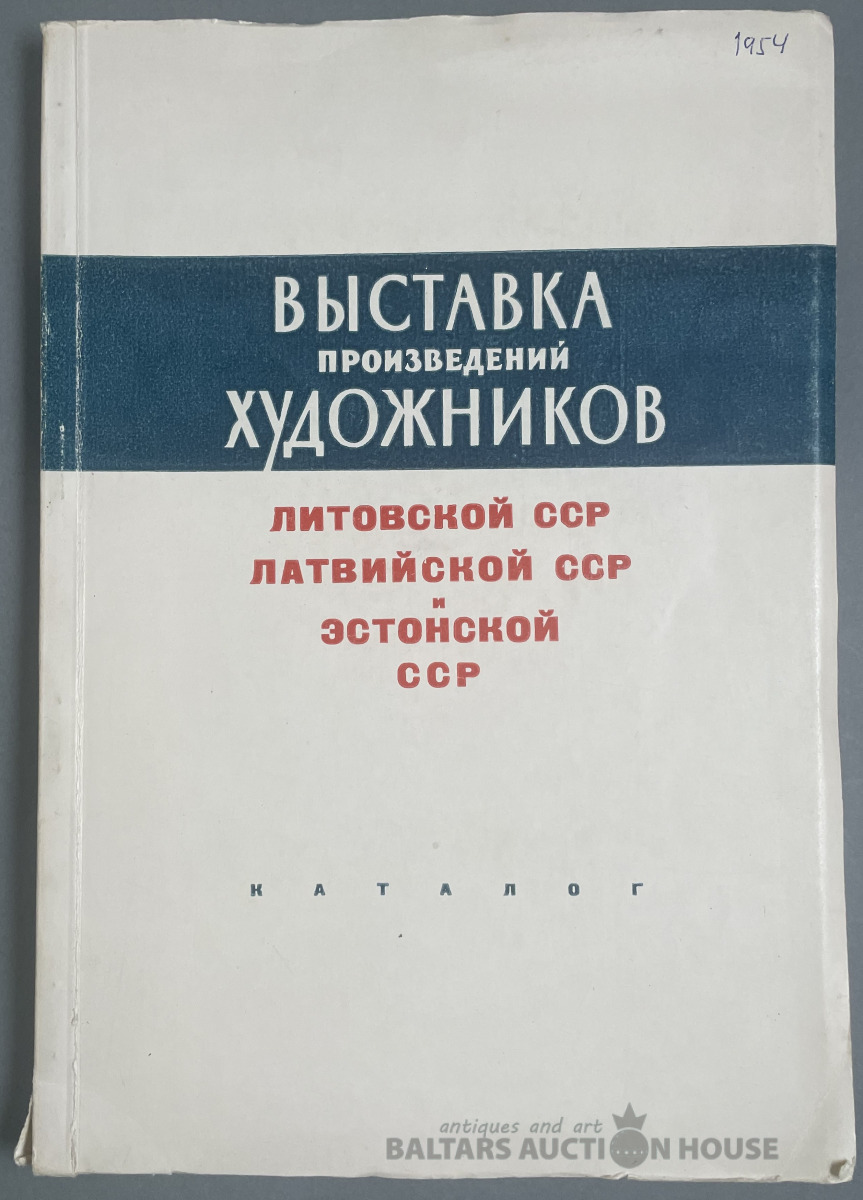 1954
ВЫСТАВКА
ПРОИЗВЕДЕНИЙ
ХУДОЖНИКОВ
ЛИТОВСКОЙ ССР
ЛАТВИЙСКОЙ ССР
и
ЭСТОНСКОЙ
ССР
КАТАЛОГ
antiques and art
BALTARS AUCTION HOUSE